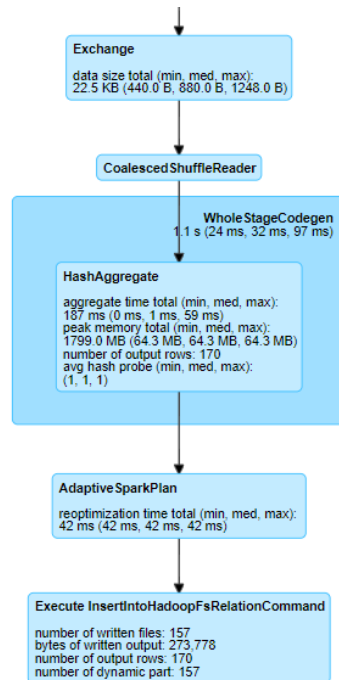 Exchange
data size total (min, med, max):
22.5 KB (440.0 B, 880.0 B, 1248.0 B)
CoalescedShuffleReader
WholeStageCodegen
1.1 s (24 ms, 32 ms, 97 ms)
HashAggregate
aggregate time total (min, med, max):
187 ms (0 ms, 1 ms, 59 ms)
peak memory total (min, med, max):
1799.0 MB (64.3 MB, 64.3 MB, 64.3 MB)
number of output rows: 170
avg hash probe (min, med, max):
(1, 1, 1)
AdaptiveSparkPlan
reoptimization time total (min, med, max):
42 ms (42 ms, 42 ms, 42 ms)
Execute InsertIntoHadoopFsRelationCommand
number of written files: 157
bytes of written output: 273,778
number of output rows: 170
number of dynamic part: 157